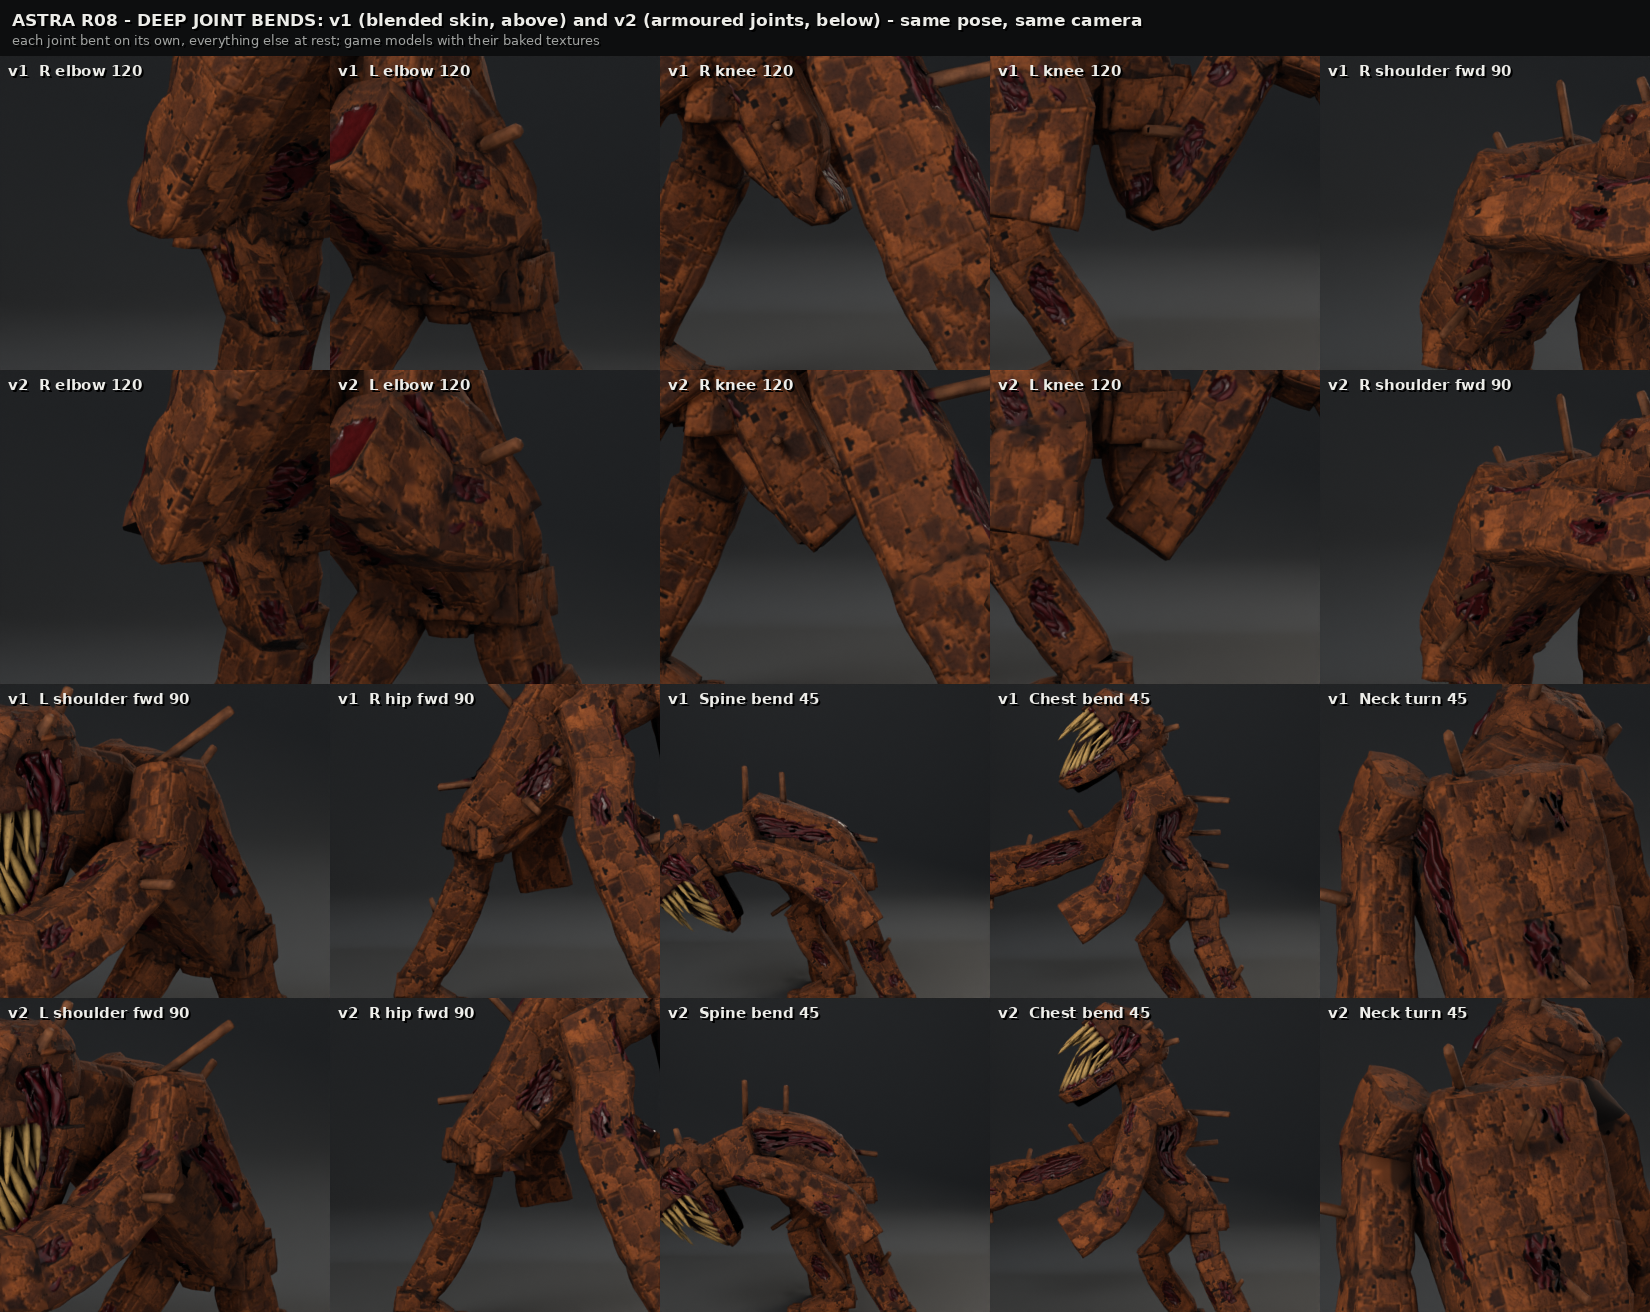 ASTRA R08 - DEEP JOINT BENDS: v1 (blended skin, above) and v2 (armoured joints, below) - same pose, same camera
each joint bent on its own, everything else at rest; game models with their baked textures
v1 R elbow 120
v1 L elbow 120
v1 R knee 120
v1 L knee 120
v1 R shoulder fwd 90
v2 R elbow 120
v2 L elbow 120
v2 R knee 120
v2 L knee 120
v2 R shoulder fwd 90
v1 L shoulder fwd 90
v1 R hip fwd 90
v1 Spine bend 45
v1 Chest bend 45
v1 Neck turn 45
v2 L shoulder fwd 90
v2 R hip fwd 90
v2 Spine bend 45
v2 Chest bend 45
v2 Neck turn 45